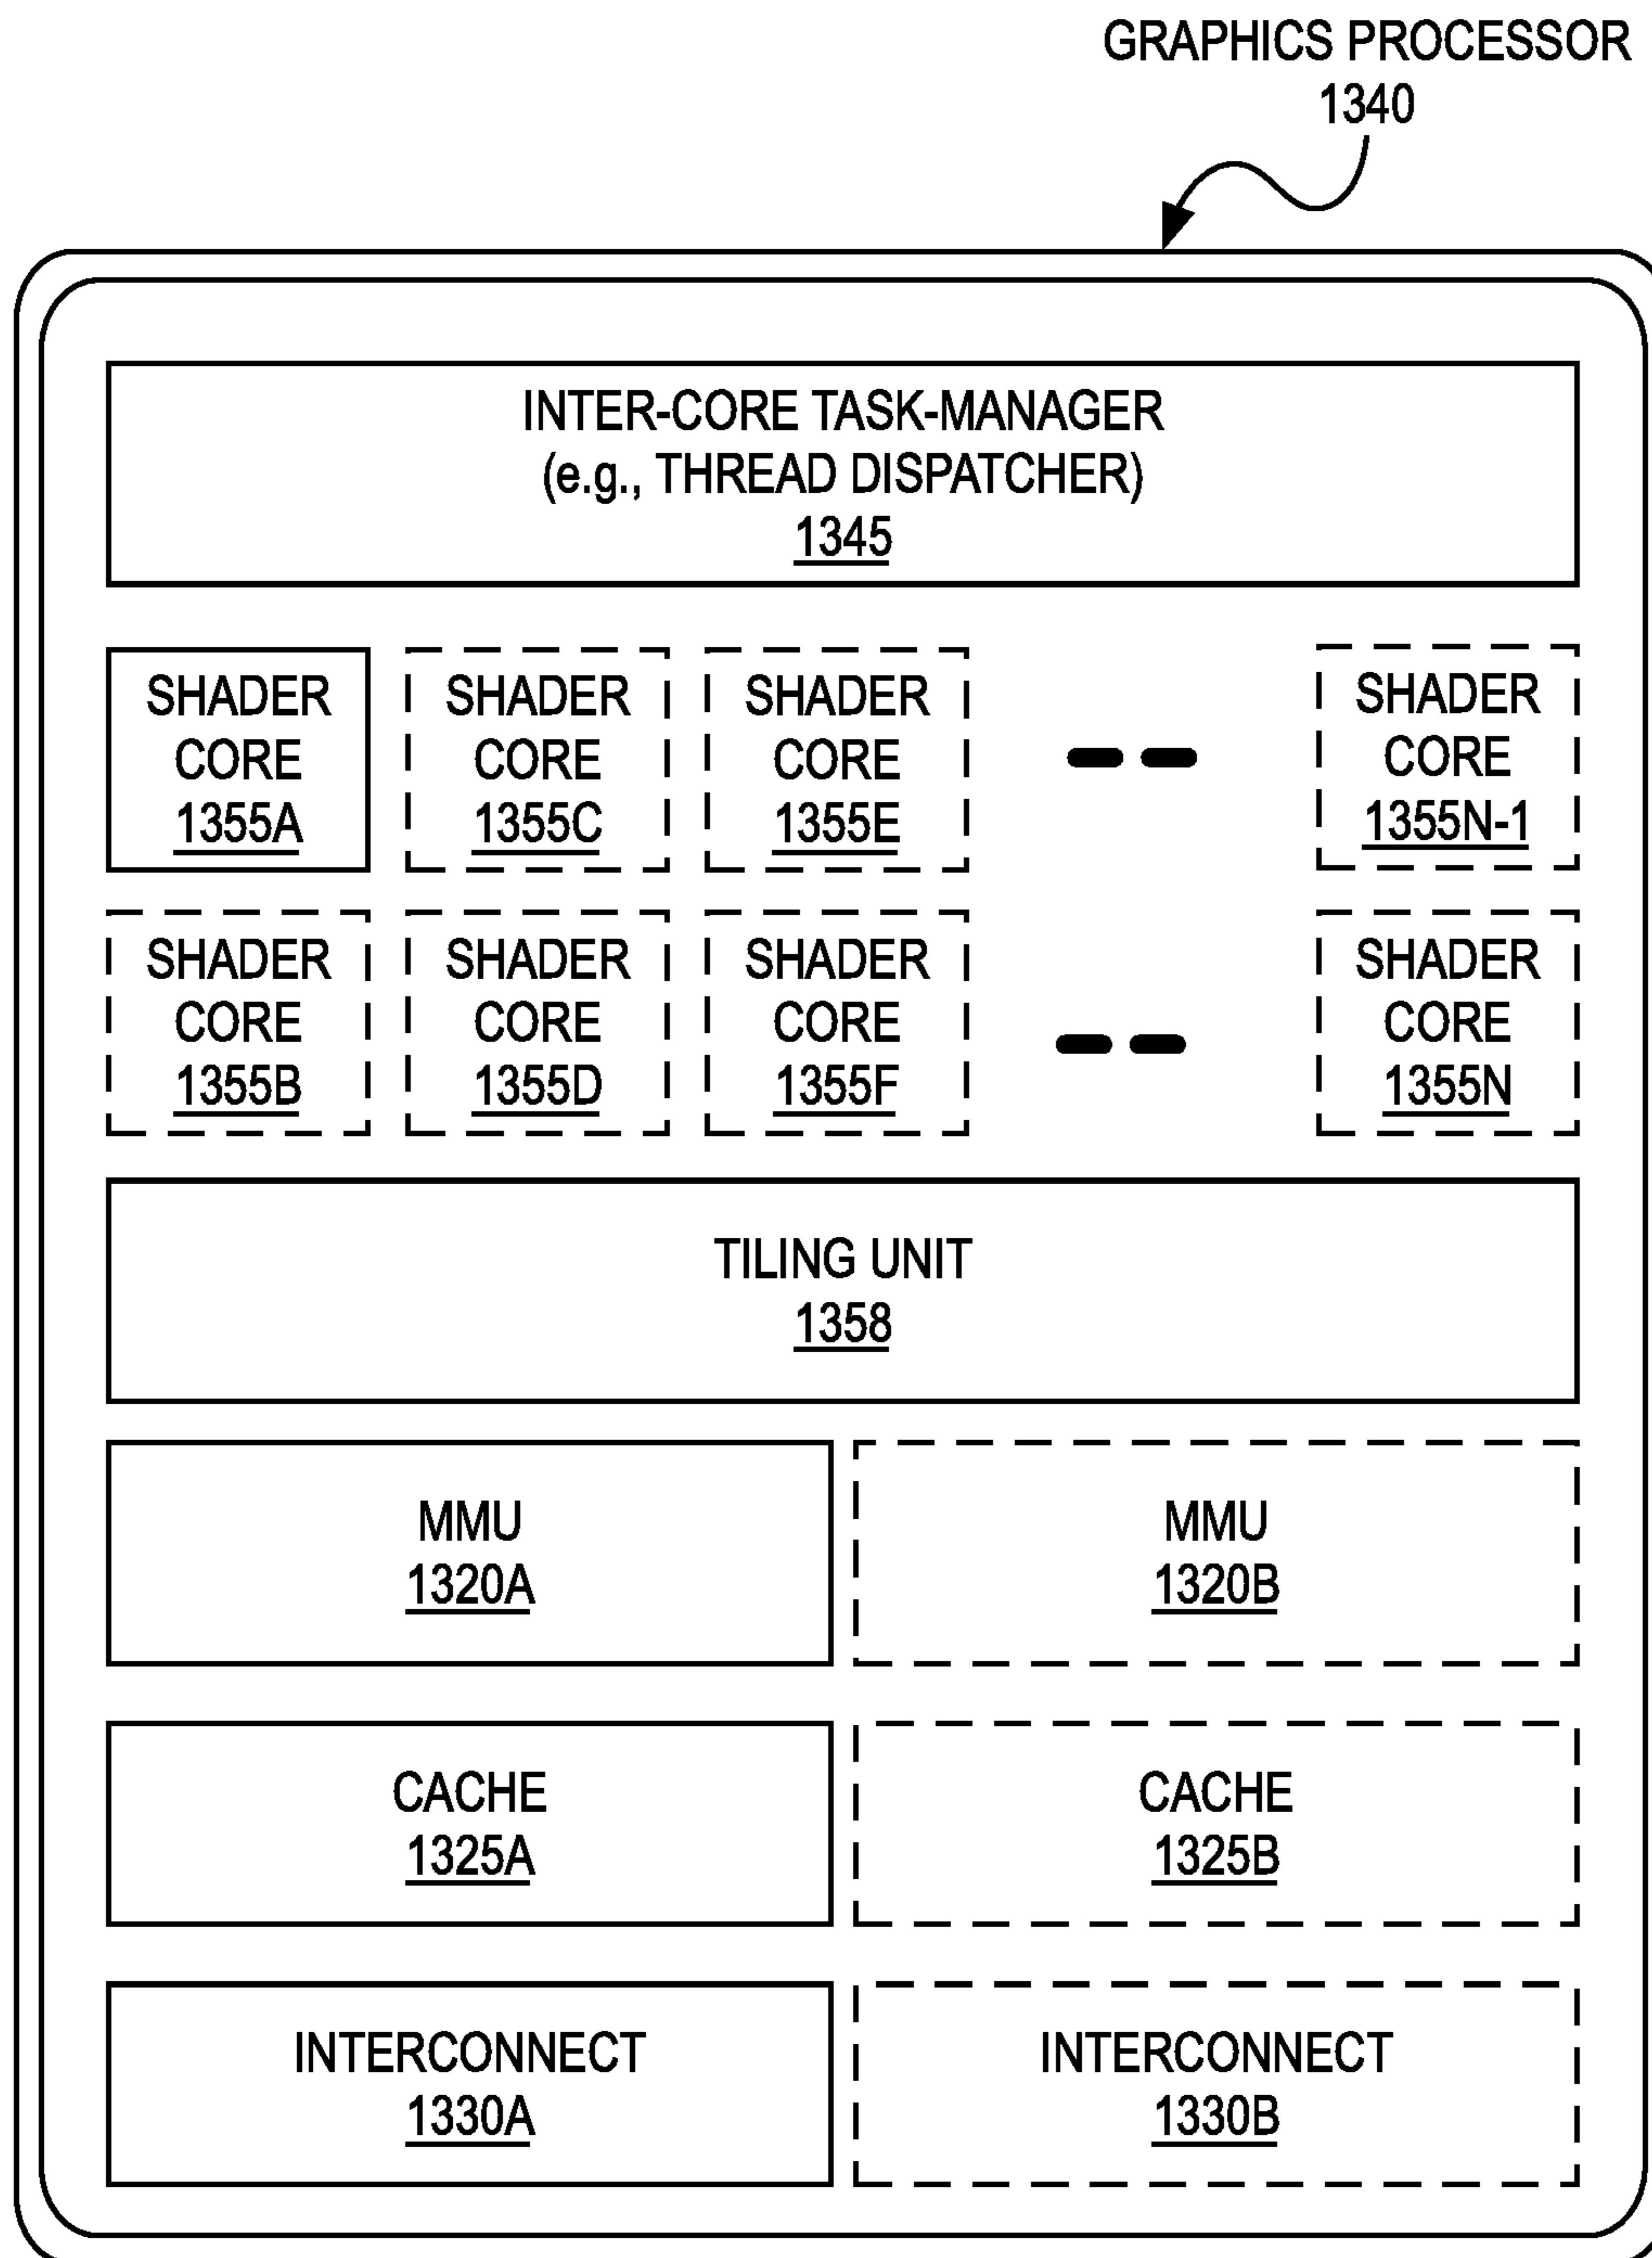 GRAPHICS PROCESSOR
1340
INTER-CORE TASK-MANAGER
(e.g., THREAD DISPATCHER)
1345
SHADER
CORE
1355A
SHADER
CORE
1355C
SHADER
CORE
1355E
SHADER
CORE
1355N-1
SHADER
CORE
1355B
SHADER
CORE
1355D
SHADER
CORE
1355F
SHADER
CORE
1355N
TILING UNIT
1358
MMU
1320A
MMU
1320B
CACHE
1325A
CACHE
1325B
INTERCONNECT
1330A
INTERCONNECT
1330B